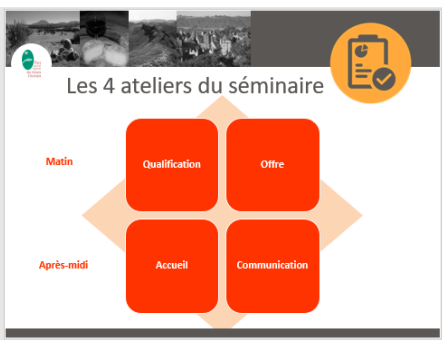 Les 4 ateliers du séminaire
Matin
Qualification
Offre
Après-midi
Accueil
Communication